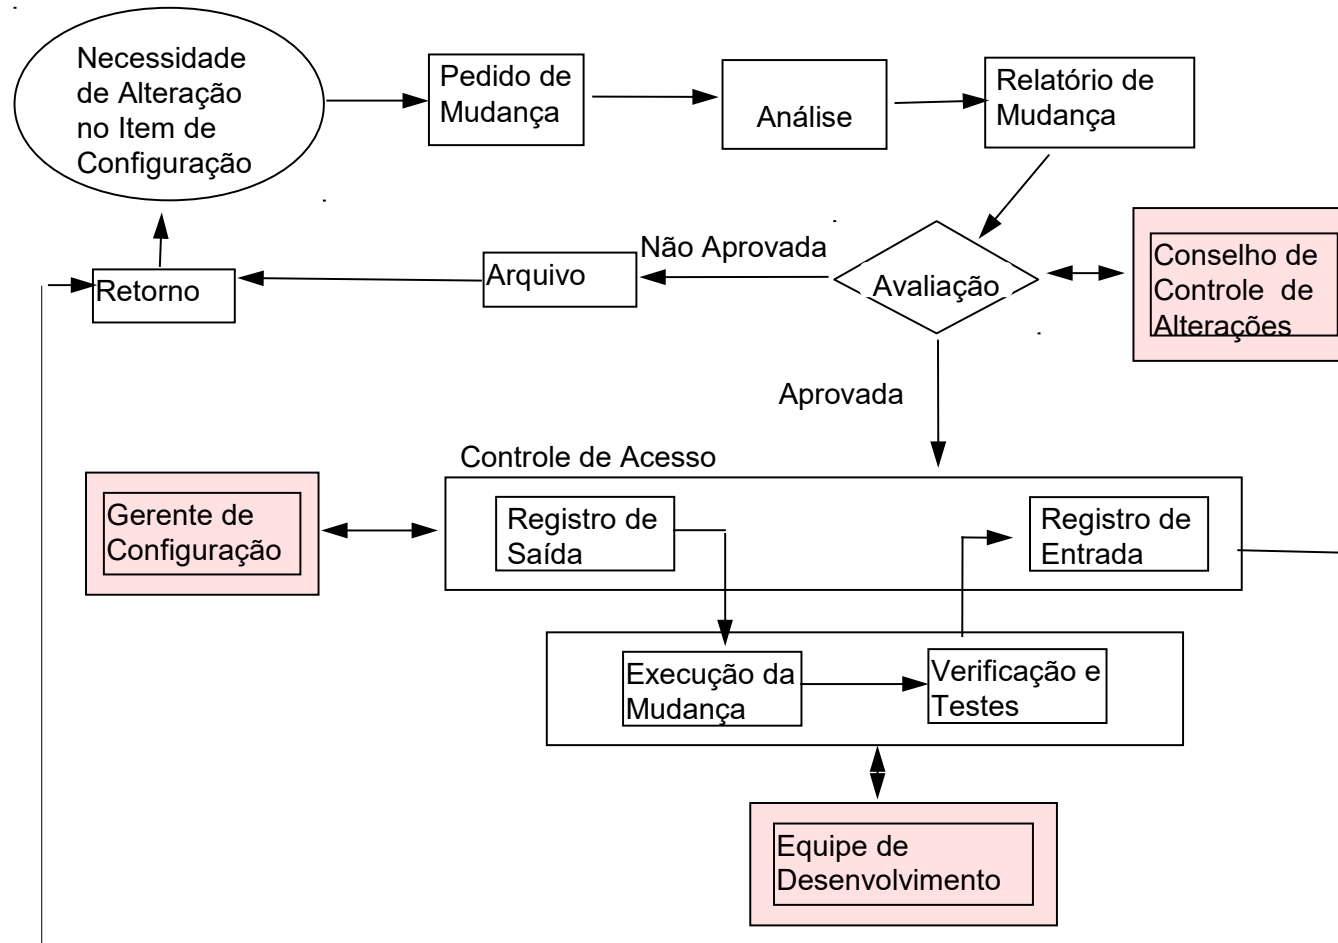 Necessidade
de Alteração
no Item de
Configuração
Pedido de
Mudança
Análise
Relatório de
Mudança
Retorno
Arquivo
Não Aprovada
Avaliação
Conselho de
Controle de
Alterações
Aprovada
Controle de Acesso
Gerente de
Configuração
Registro de
Saída
Registro de
Entrada
Execução da
Mudança
Verificação e
Testes
Equipe de
Desenvolvimento